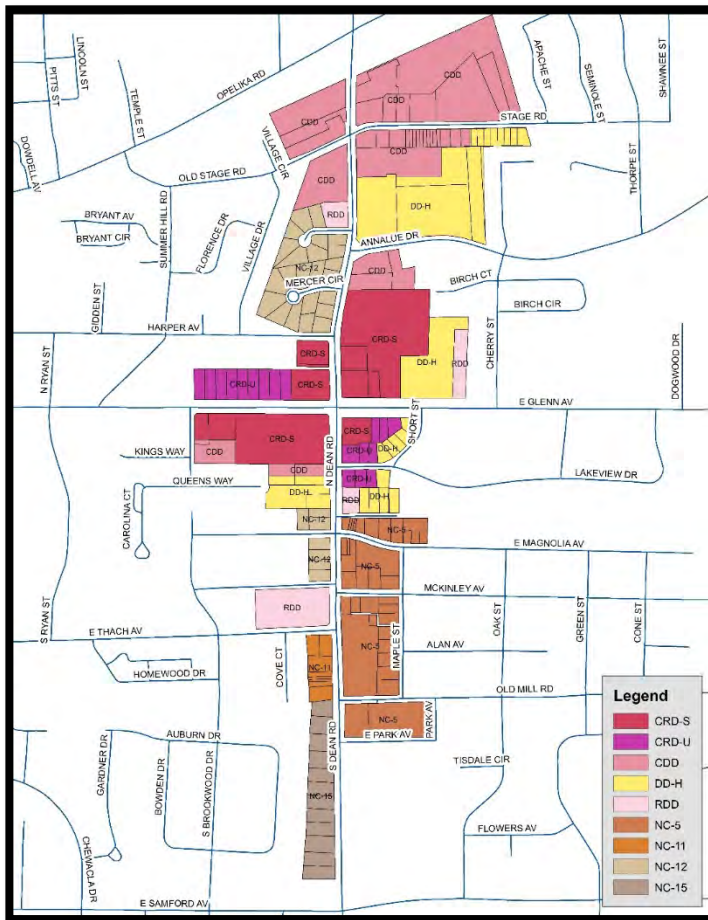 LINCOLN ST
PITTS ST
TEMPLE ST
OPELIKA RD
DOWDELL AV
APACHE ST
SEMINOLE ST
SHAWNEE ST
CDD
CDD
CDD
STAGE RD
VILLAGE CIR
OLD STAGE RD
CDD
CDD
THORPE ST
SUMMER HILL RD
BRYANT AV
BRYANT CIR
FLORENCE DR
VILLAGE DR
RDD
DD-H
ANNALUE DR
NC-12
MERCER CIR
CDD
BIRCH CT
BIRCH CIR
GIDDEN ST
HARPER AV
CRD-S
CRD-S
DD-H
RDD
CHERRY ST
DOGWOOD DR
N RYAN ST
CRD-U
CRD-S
E GLENN AV
SHORT ST
CRD-S
CRD-S
CRD-U
DD-H
KINGS WAY
CDD
CDD
N DEAN RD
LAKEVIEW DR
QUEENS WAY
DD-H
CRD-U
DD-H
RDD
CAROLINA CT
NC-12
NC-5
E MAGNOLIA AV
NC-12
NC-5
MCKINLEY AV
RDD
S RYAN ST
E THACH AV
MAPLE ST
OAK ST
GREEN ST
CONE ST
NC-5
ALAN AV
HOMEWOOD DR
COVE CT
NC-11
OLD MILL RD
NC-5
E PARK AV
PARK AV
AUBURN DR
S DEAN RD
TISDALE CIR
GARDNER DR
BOWDEN DR
S BROOKWOOD DR
NC-15
FLOWERS AV
CHEWACLA DR
E SAMFORD AV
Legend
CRD-S
CRD-U
CDD
DD-H
RDD
NC-5
NC-11
NC-12
NC-15